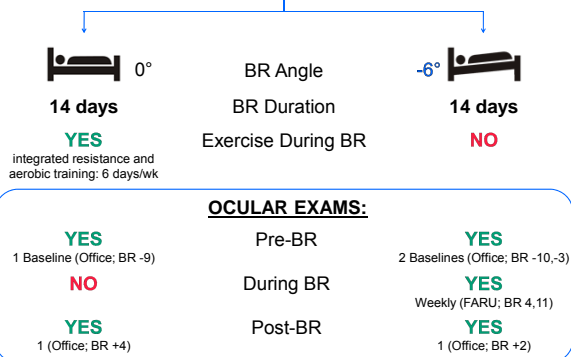 0° BR Angle -6°
14 days BR Duration 14 days
YES Exercise During BR NO
integrated resistance and
aerobic training: 6 days/wk
OCULAR EXAMS:
YES Pre-BR YES
1 Baseline (Office; BR -9) 2 Baselines (Office; BR -10,-3)
NO During BR YES
Weekly (FARU; BR 4,11)
YES Post-BR YES
1 (Office; BR +4) 1 (Office; BR +2)